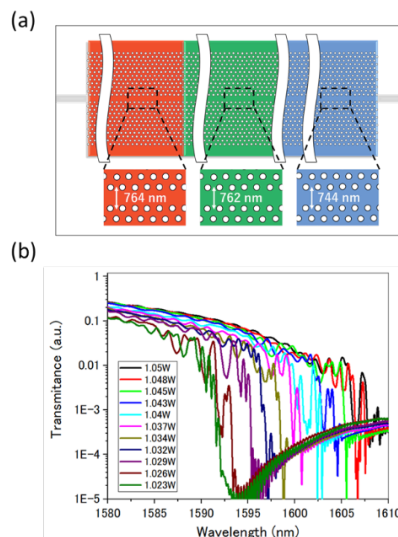 (a)
764 nm
762 nm
744 nm
(b)
Transmitance (a.u.)
1
0.1
0.01
1E-3
1E-4
1E-5
1.05W
1.048W
1.045W
1.043W
1.04W
1.037W
1.034W
1.032W
1.029W
1.026W
1.023W
1580 1585 1590 1595 1600 1605 1610
Wavelength (nm)